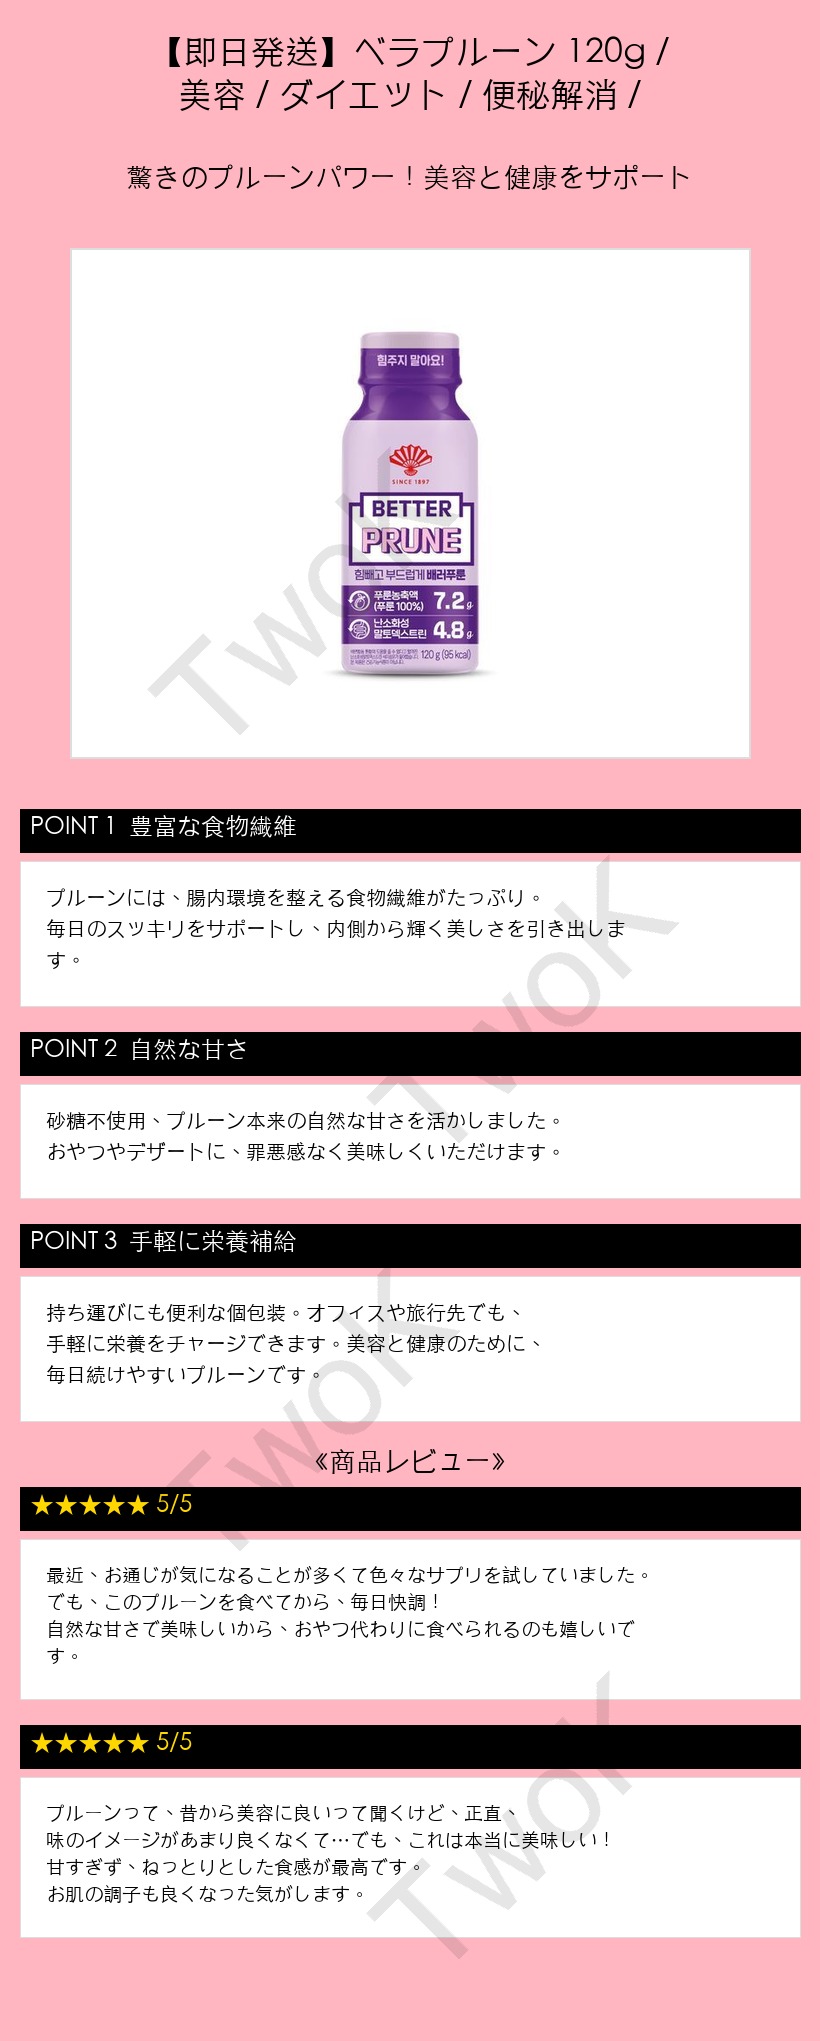 【即日発送】ベラプルーン 120g /
美容 / ダイエット / 便秘解消 /
驚きのプルーンパワー！美容と健康をサポート
힘주지 말아요!
SINCE 1897
BETTER
PRUNE
힘빼고 부드럽게 배러푸룬
푸룬농축액
(푸룬 100%) 7.2g
난소화성
말토덱스트린 4.8g
120 g (95 kcal)
TwoK
POINT 1 豊富な食物繊維
プルーンには、腸内環境を整える食物繊維がたっぷり。
毎日のスッキリをサポートし、内側から輝く美しさを引き出しま
す。
TwoK
POINT 2 自然な甘さ
砂糖不使用、プルーン本来の自然な甘さを活かしました。
おやつやデザートに、罪悪感なく美味しくいただけます。
POINT 3 手軽に栄養補給
持ち運びにも便利な個包装。オフィスや旅行先でも、
手軽に栄養をチャージできます。美容と健康のために、
毎日続けやすいプルーンです。
TwoK
《商品レビュー》
★★★★★ 5/5
最近、お通じが気になることが多くて色々なサプリを試していました。
でも、このプルーンを食べてから、毎日快調！
自然な甘さで美味しいから、おやつ代わりに食べられるのも嬉しいで
す。
★★★★★ 5/5
プルーンって、昔から美容に良いって聞くけど、正直、
味のイメージがあまり良くなくて…でも、これは本当に美味しい！
甘すぎず、ねっとりとした食感が最高です。
お肌の調子も良くなった気がします。
TwoK